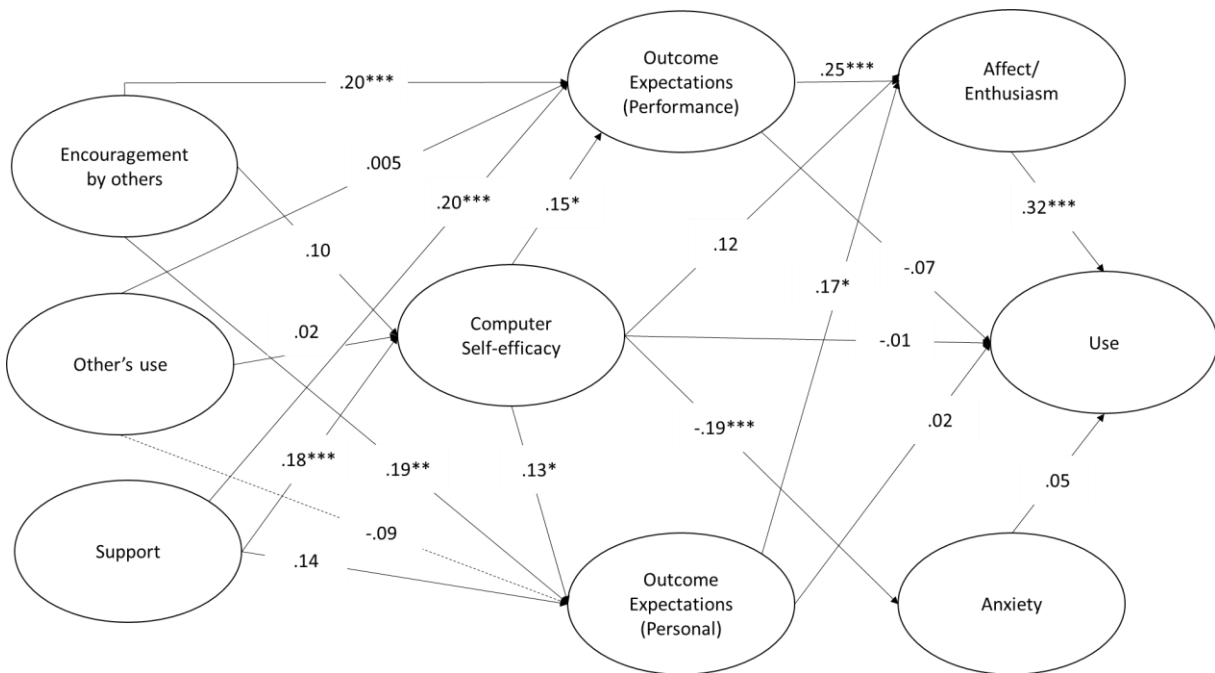 Outcome
Expectations
(Performance)
.25***
Affect/
Enthusiasm
.20***
Encouragement
by others
.005
.20***
.15*
.32***
.10
.12
-.07
.17*
Other's use
.02
Computer
Self-efficacy
-.01
Use
.18***
.19**
.13*
-.19***
.02
-.09
.05
Support
.14
Outcome
Expectations
(Personal)
Anxiety